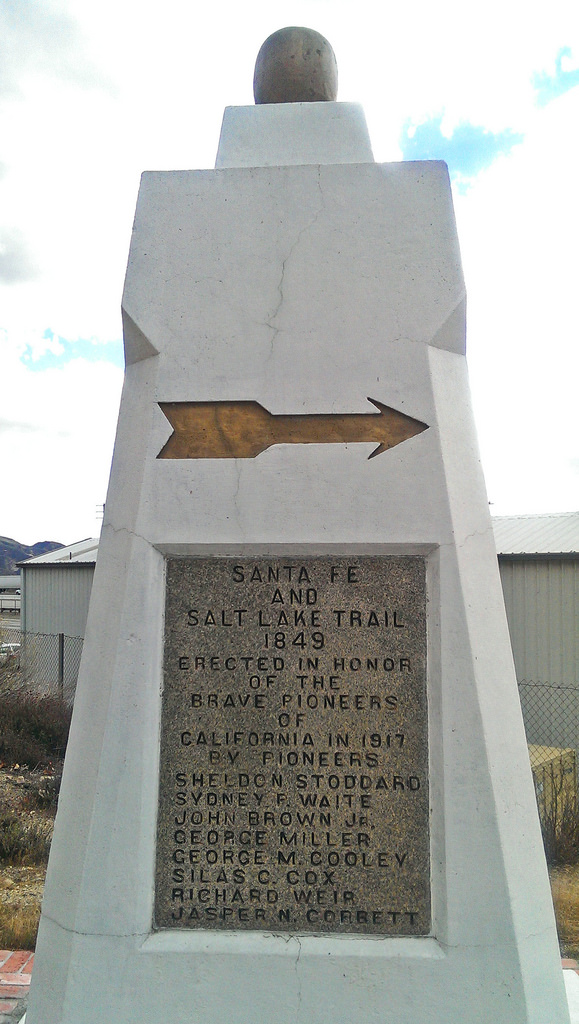 SANTA FE
AND
SALT LAKE TRAIL
1849
ERECTED IN HONOR
OF THE
BRAVE PIONEERS
OF
CALIFORNIA IN 1917
BY PIONEERS
SHELDON STODDARD
SYDNEY F. WAITE
JOHN BROWN JR.
GEORGE MILLER
GEORGE M. COOLEY
SILAS C. COX
RICHARD WEIR
JASPER N. CORBETT